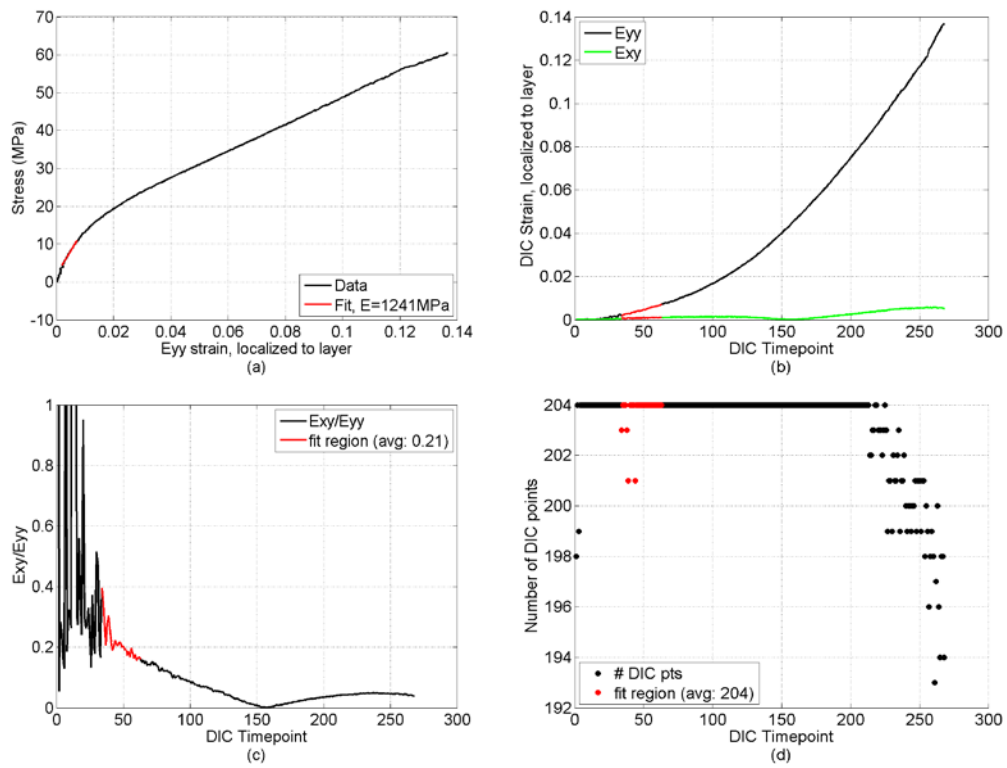 70
60
50
40
30
20
10
0
-10
Stress (MPa)
Data
Fit, E=1241MPa
0 0.02 0.04 0.06 0.08 0.1 0.12 0.14
Eyy strain, localized to layer
(a)
0.14
0.12
0.1
0.08
0.06
0.04
0.02
0
DIC Strain, localized to layer
Eyy
Exy
0 50 100 150 200 250 300
DIC Timepoint
(b)
1
0.8
0.6
0.4
0.2
0
Exy/Eyy
Exy/Eyy
fit region (avg: 0.21)
0 50 100 150 200 250 300
DIC Timepoint
(c)
204
202
200
198
196
194
192
Number of DIC points
# DIC pts
fit region (avg: 204)
0 50 100 150 200 250 300
DIC Timepoint
(d)